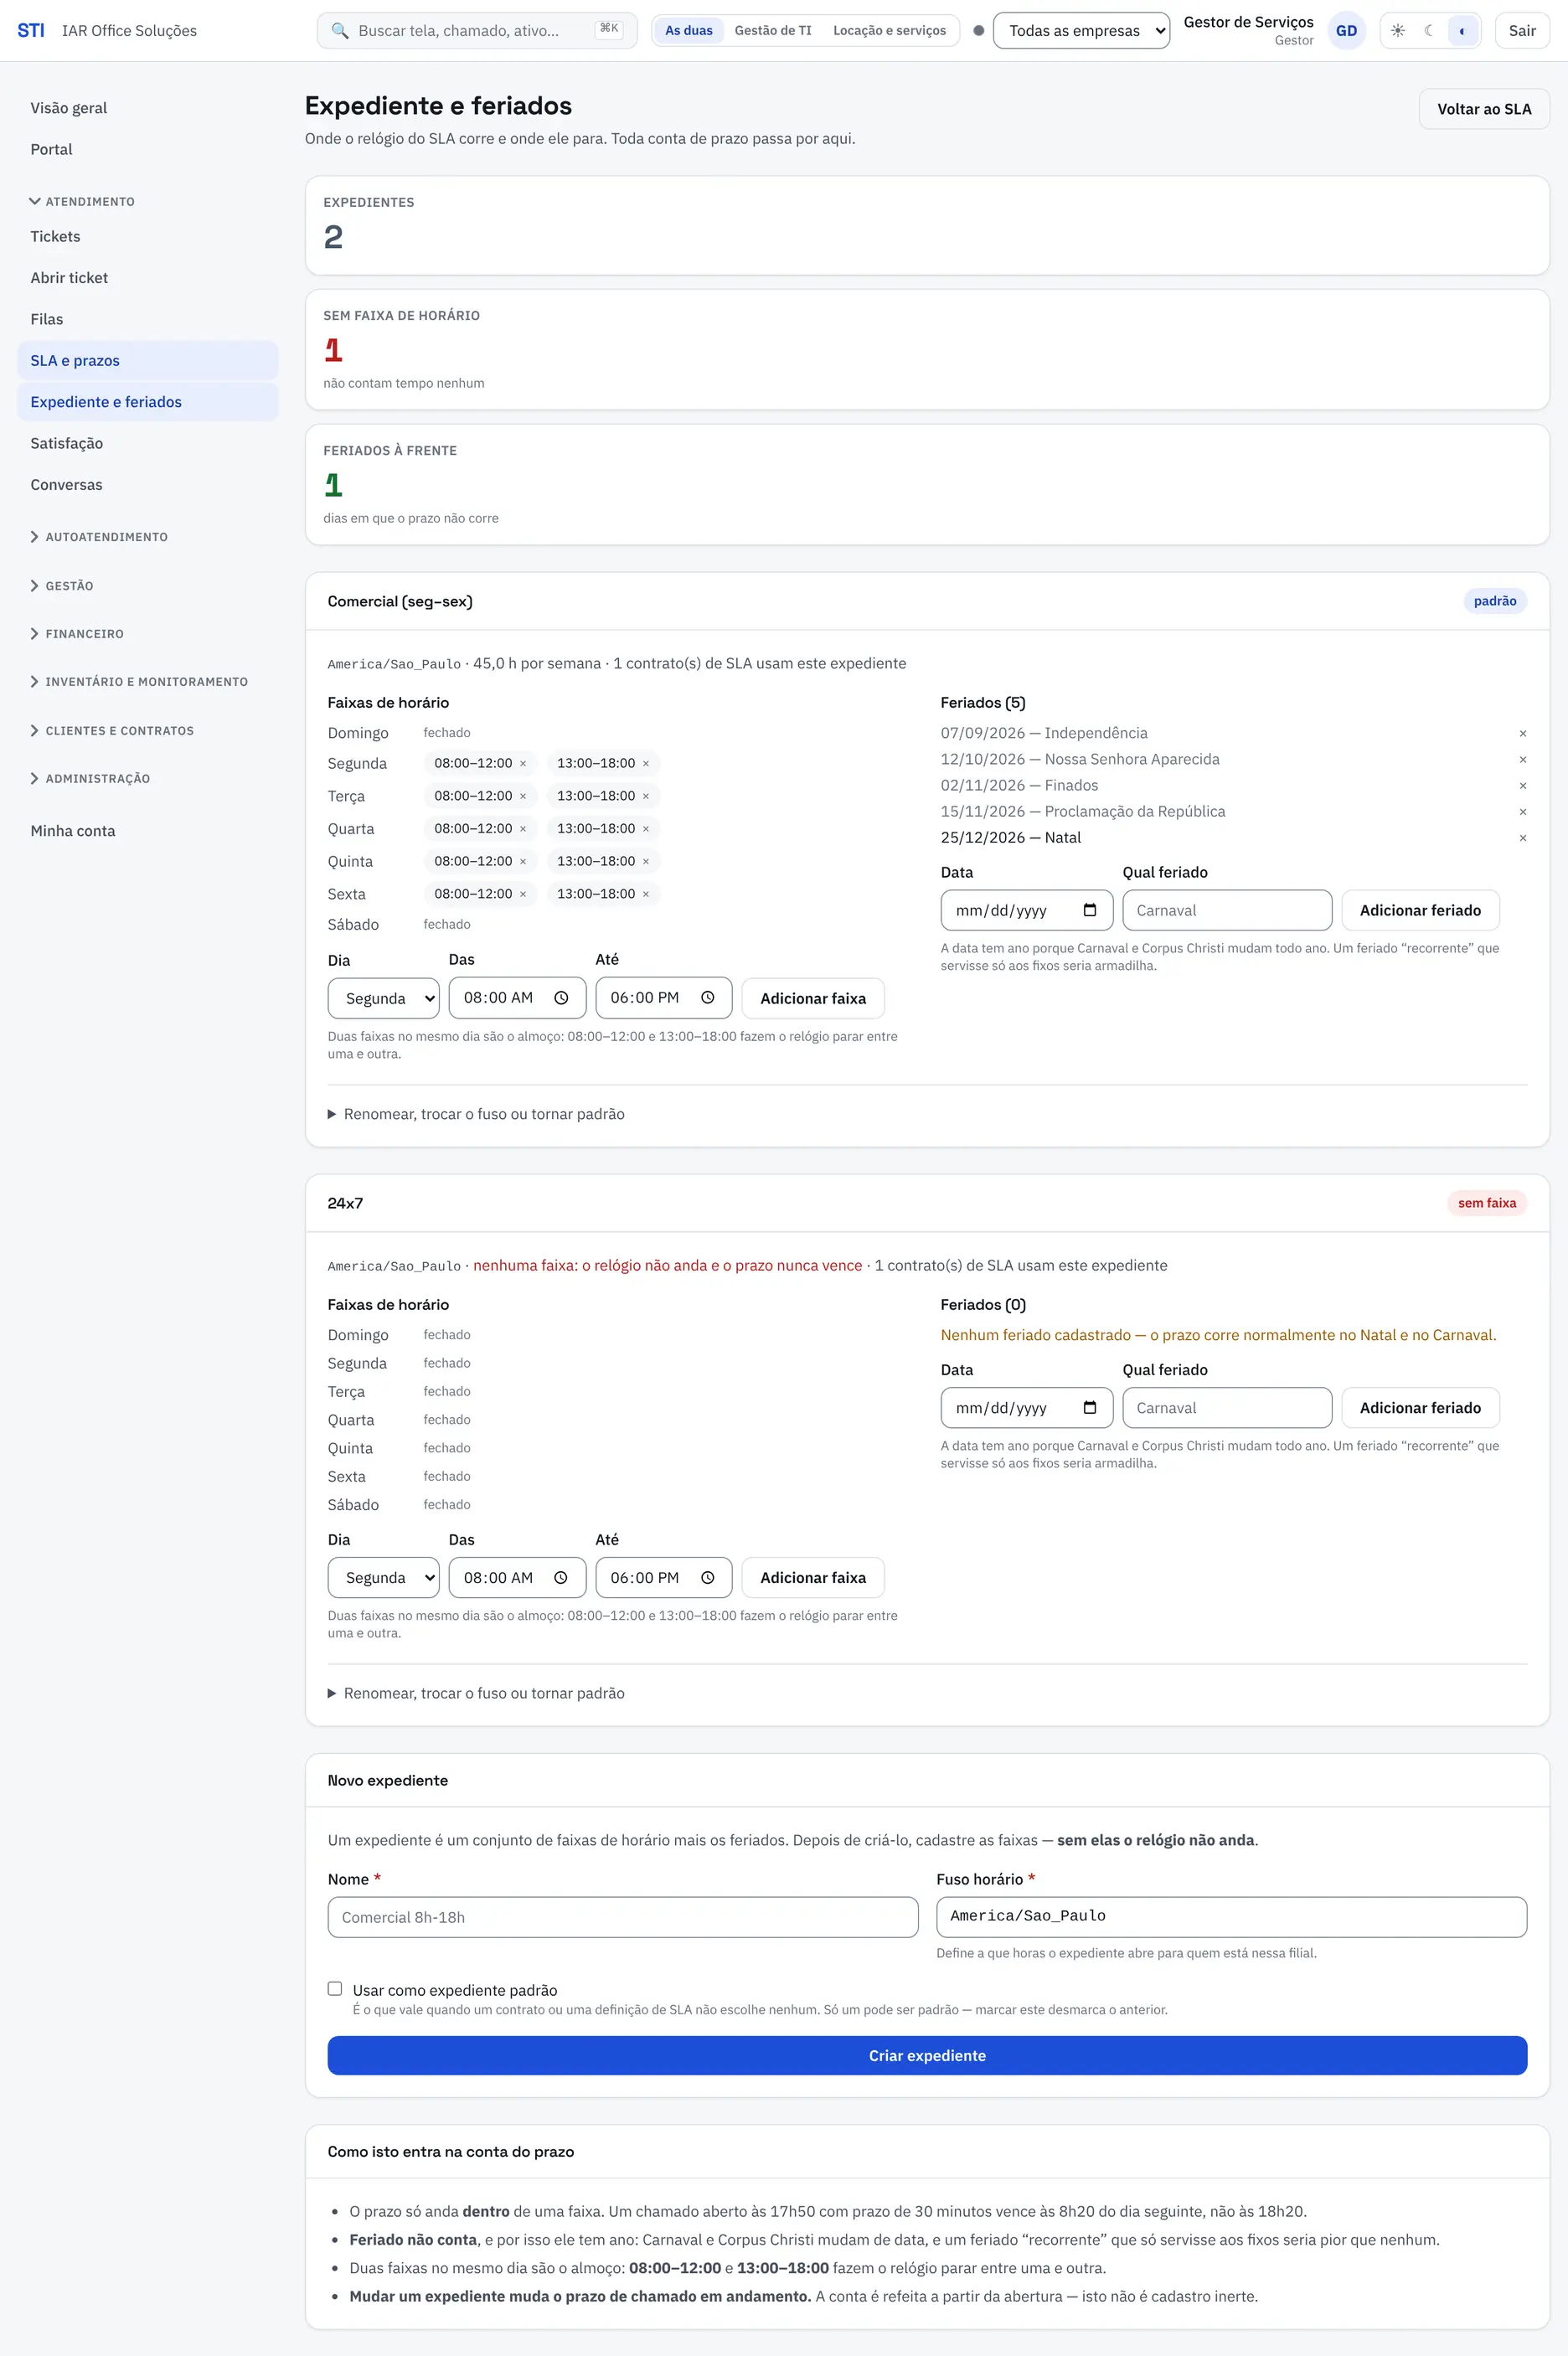 STI IAR Office Soluções
Buscar tela, chamado, ativo... ⌘K
As duas Gestão de TI Locação e serviços
Todas as empresas
Gestor de Serviços
Gestor
GD
Sair
Visão geral
Portal
ATENDIMENTO
Tickets
Abrir ticket
Filas
SLA e prazos
Expediente e feriados
Satisfação
Conversas
AUTOATENDIMENTO
GESTÃO
FINANCEIRO
INVENTÁRIO E MONITORAMENTO
CLIENTES E CONTRATOS
ADMINISTRAÇÃO
Minha conta
Expediente e feriados
Onde o relógio do SLA corre e onde ele para. Toda conta de prazo passa por aqui.
Voltar ao SLA
EXPEDIENTES
2
SEM FAIXA DE HORÁRIO
1
não contam tempo nenhum
FERIADOS À FRENTE
1
dias em que o prazo não corre
Comercial (seg–sex)
padrão
America/Sao_Paulo · 45,0 h por semana · 1 contrato(s) de SLA usam este expediente
Faixas de horário
Domingo fechado
Segunda 08:00–12:00 × 13:00–18:00 ×
Terça 08:00–12:00 × 13:00–18:00 ×
Quarta 08:00–12:00 × 13:00–18:00 ×
Quinta 08:00–12:00 × 13:00–18:00 ×
Sexta 08:00–12:00 × 13:00–18:00 ×
Sábado fechado
Dia Das Até
Segunda 08:00 AM 06:00 PM Adicionar faixa
Duas faixas no mesmo dia são o almoço: 08:00–12:00 e 13:00–18:00 fazem o relógio parar entre
uma e outra.
Feriados (5)
07/09/2026 — Independência ×
12/10/2026 — Nossa Senhora Aparecida ×
02/11/2026 — Finados ×
15/11/2026 — Proclamação da República ×
25/12/2026 — Natal ×
Data Qual feriado
mm/dd/yyyy Carnaval Adicionar feriado
A data tem ano porque Carnaval e Corpus Christi mudam todo ano. Um feriado “recorrente” que
servisse só aos fixos seria armadilha.
Renomear, trocar o fuso ou tornar padrão
24x7
sem faixa
America/Sao_Paulo · nenhuma faixa: o relógio não anda e o prazo nunca vence · 1 contrato(s) de SLA usam este expediente
Faixas de horário
Domingo fechado
Segunda fechado
Terça fechado
Quarta fechado
Quinta fechado
Sexta fechado
Sábado fechado
Dia Das Até
Segunda 08:00 AM 06:00 PM Adicionar faixa
Duas faixas no mesmo dia são o almoço: 08:00–12:00 e 13:00–18:00 fazem o relógio parar entre
uma e outra.
Feriados (0)
Nenhum feriado cadastrado — o prazo corre normalmente no Natal e no Carnaval.
Data Qual feriado
mm/dd/yyyy Carnaval Adicionar feriado
A data tem ano porque Carnaval e Corpus Christi mudam todo ano. Um feriado “recorrente” que
servisse só aos fixos seria armadilha.
Renomear, trocar o fuso ou tornar padrão
Novo expediente
Um expediente é um conjunto de faixas de horário mais os feriados. Depois de criá-lo, cadastre as faixas — sem elas o relógio não anda.
Nome * Fuso horário *
Comercial 8h-18h America/Sao_Paulo
Define a que horas o expediente abre para quem está nessa filial.
Usar como expediente padrão
É o que vale quando um contrato ou uma definição de SLA não escolhe nenhum. Só um pode ser padrão — marcar este desmarca o anterior.
Criar expediente
Como isto entra na conta do prazo
• O prazo só anda dentro de uma faixa. Um chamado aberto às 17h50 com prazo de 30 minutos vence às 8h20 do dia seguinte, não às 18h20.
• Feriado não conta, e por isso ele tem ano: Carnaval e Corpus Christi mudam de data, e um feriado “recorrente” que só servisse aos fixos seria pior que nenhum.
• Duas faixas no mesmo dia são o almoço: 08:00–12:00 e 13:00–18:00 fazem o relógio parar entre uma e outra.
• Mudar um expediente muda o prazo de chamado em andamento. A conta é refeita a partir da abertura — isto não é cadastro inerte.